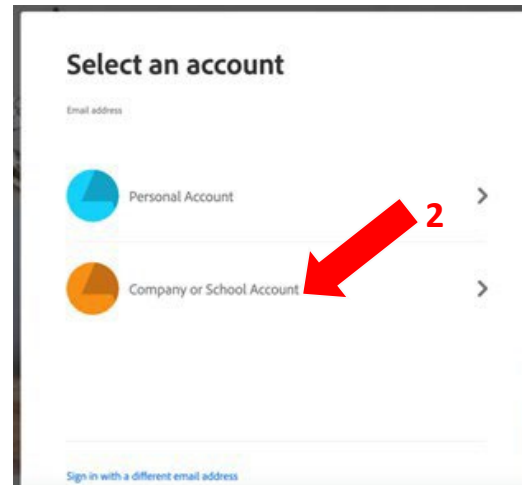 Select an account
Email address
Personal Account
2
Company or School Account
Sign in with a different email address